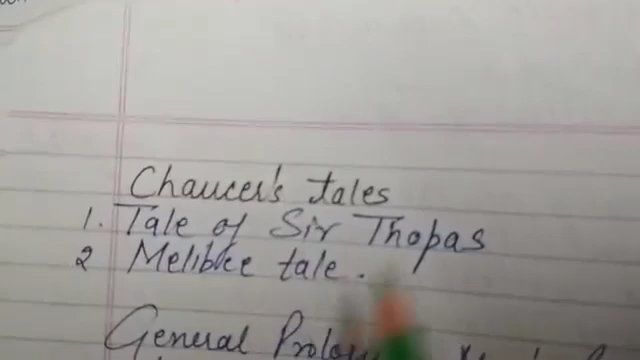 Chaucer's tales
1. Tale of Sir Thopas
2 Melibee tale.
General